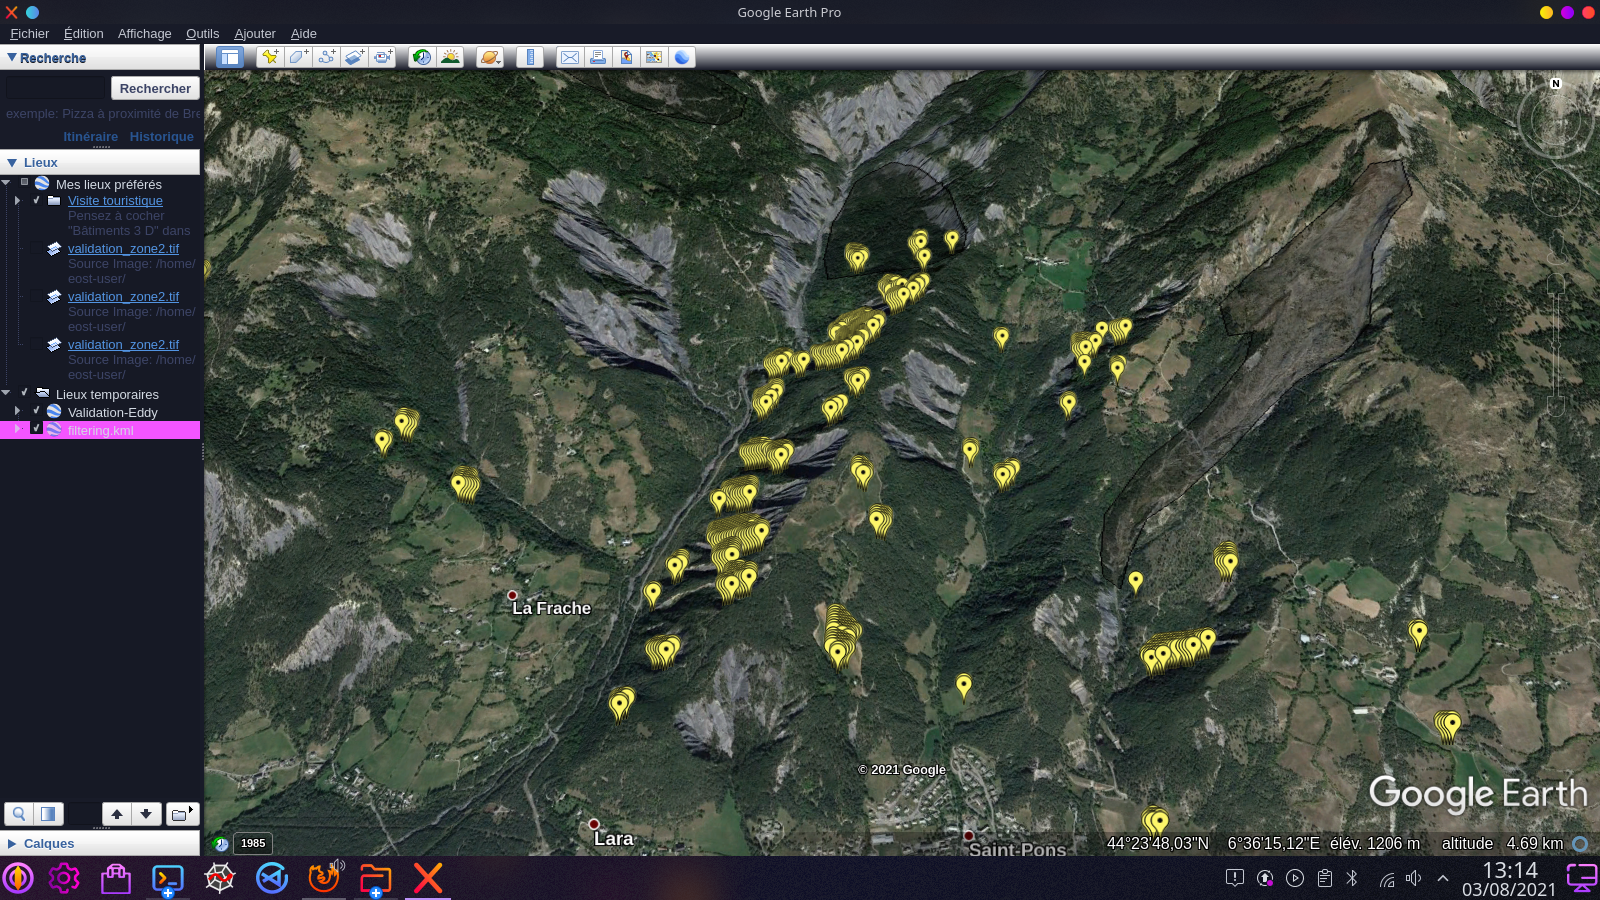 Google Earth Pro
Fichier Édition Affichage Outils Ajouter Aide
Recherche
Rechercher
exemple: Pizza à proximité de Bre
Itinéraire Historique
Lieux
Mes lieux préférés
Visite touristique
Pensez à cocher
"Bâtiments 3 D" dans
validation_zone2.tif
Source Image: /home/
eost-user/
validation_zone2.tif
Source Image: /home/
eost-user/
validation_zone2.tif
Source Image: /home/
eost-user/
Lieux temporaires
Validation-Eddy
filtering.kml
Calques
N
La Frache
Lara
Saint-Pons
© 2021 Google
Google Earth
1985
44°23'48,03"N 6°36'15,12"E élév. 1206 m altitude 4.69 km
13:14
03/08/2021